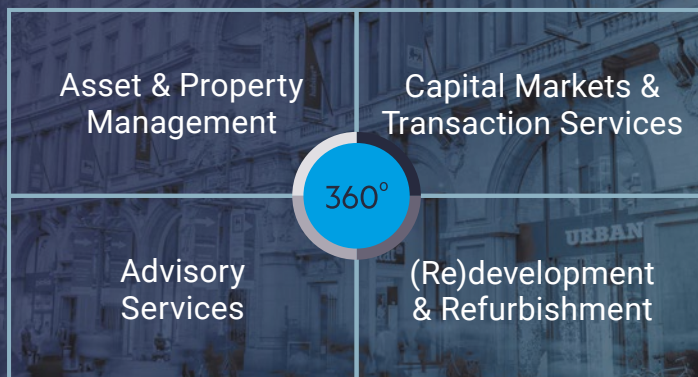 Asset & Property
Management
Capital Markets &
Transaction Services
360°
URBAN
Advisory
Services
(Re)development
& Refurbishment